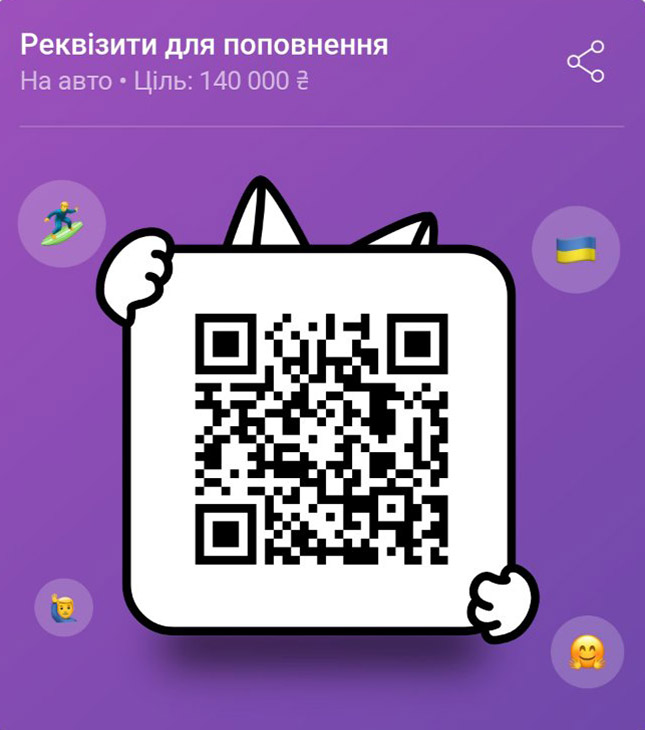 Реквізити для поповнення
На авто • Ціль: 140 000 ₴